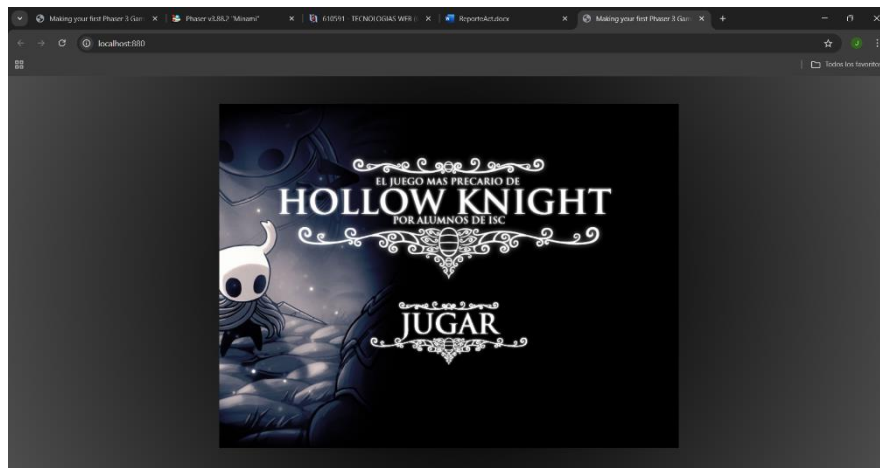 Making your first Phaser 3 Gam
Phaser v3.88.2 "Minami"
610591 - TECNOLOGIAS WEB
ReporteAct.docx
Making your first Phaser 3 Gam
localhost:880
J
Todos los favoritos
EL JUEGO MAS PRECARIO DE
HOLLOW KNIGHT
POR ALUMNOS DE ISC
JUGAR